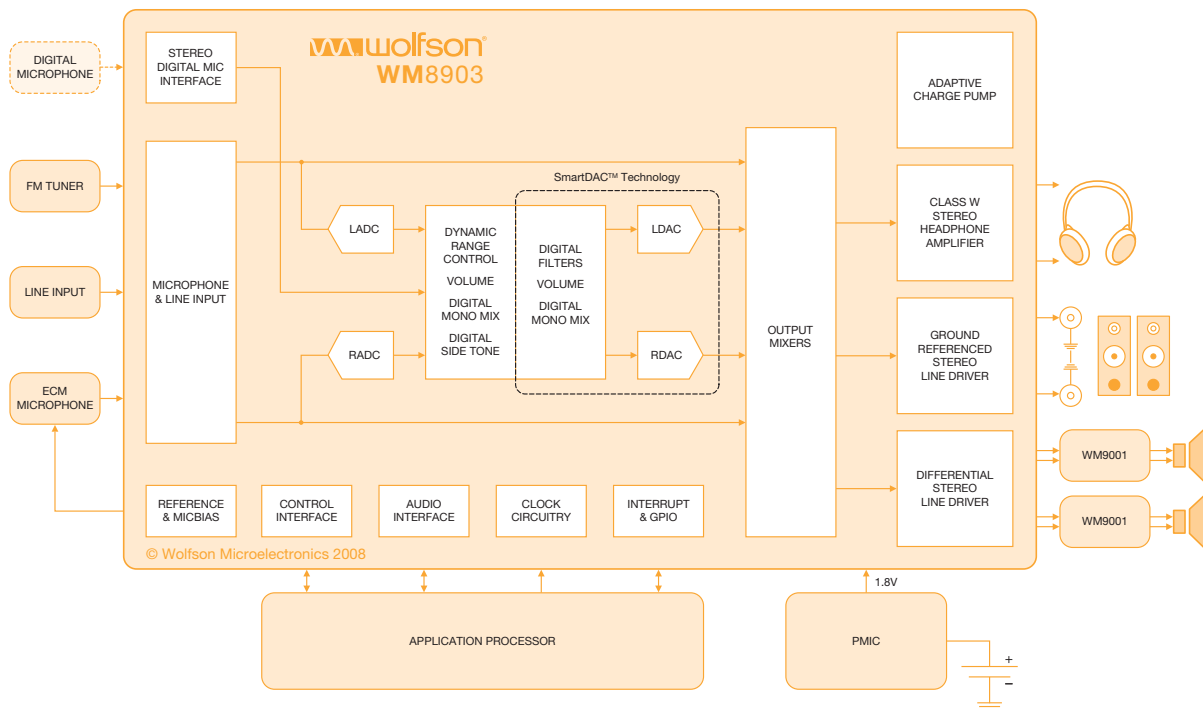 wolfson®
WM8903
DIGITAL
MICROPHONE
STEREO
DIGITAL MIC
INTERFACE
ADAPTIVE
CHARGE PUMP
FM TUNER
LINE INPUT
ECM
MICROPHONE
MICROPHONE
& LINE INPUT
SmartDAC™ Technology
LADC
RADC
DYNAMIC
RANGE
CONTROL
VOLUME
DIGITAL
MONO MIX
DIGITAL
SIDE TONE
DIGITAL
FILTERS
VOLUME
DIGITAL
MONO MIX
LDAC
RDAC
OUTPUT
MIXERS
CLASS W
STEREO
HEADPHONE
AMPLIFIER
GROUND
REFERENCED
STEREO
LINE DRIVER
DIFFERENTIAL
STEREO
LINE DRIVER
WM9001
WM9001
REFERENCE
& MICBIAS
CONTROL
INTERFACE
AUDIO
INTERFACE
CLOCK
CIRCUITRY
INTERRUPT
& GPIO
© Wolfson Microelectronics 2008
1.8V
APPLICATION PROCESSOR
PMIC
+
−